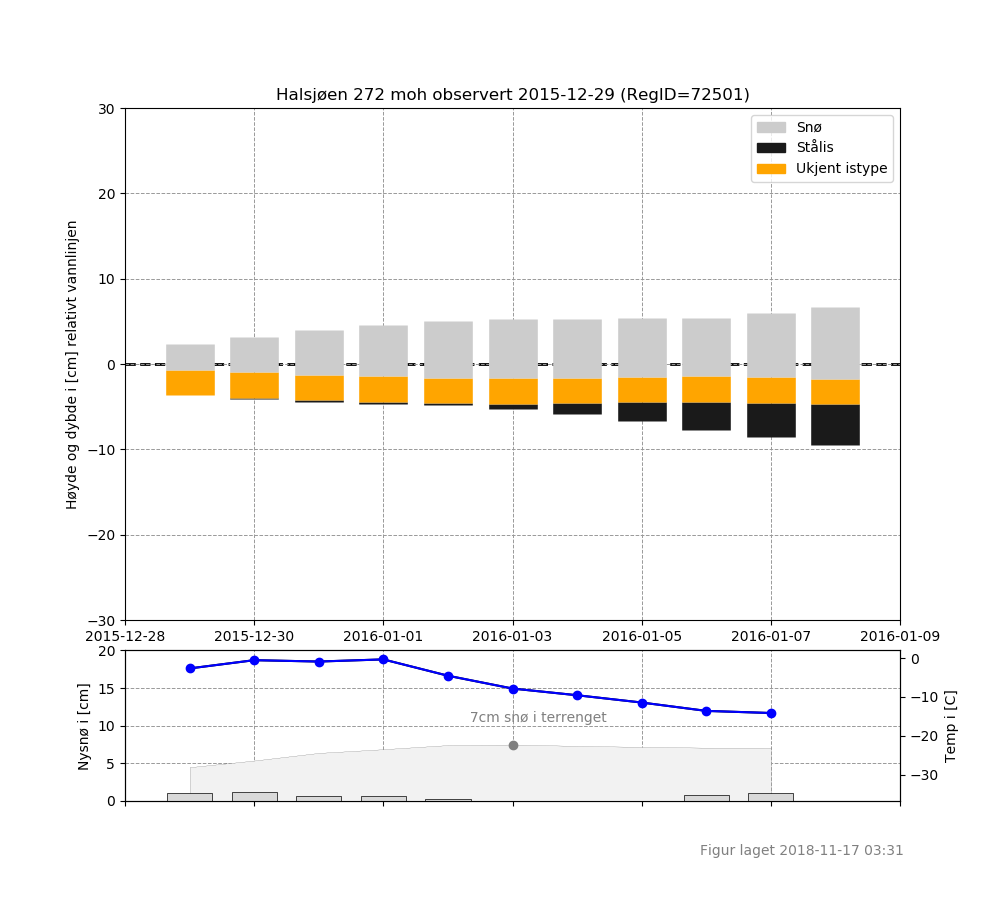 Halsjøen 272 moh observert 2015-12-29 (RegID=72501)
Høyde og dybde i [cm] relativt vannlinjen
30
20
10
0
−10
−20
−30
Snø
Stålis
Ukjent istype
2015-12-28 2015-12-30 2016-01-01 2016-01-03 2016-01-05 2016-01-07 2016-01-09
Nysnø i [cm]
20
15
10
5
0
7cm snø i terrenget
0
−10
−20
−30
Temp i [C]
Figur laget 2018-11-17 03:31